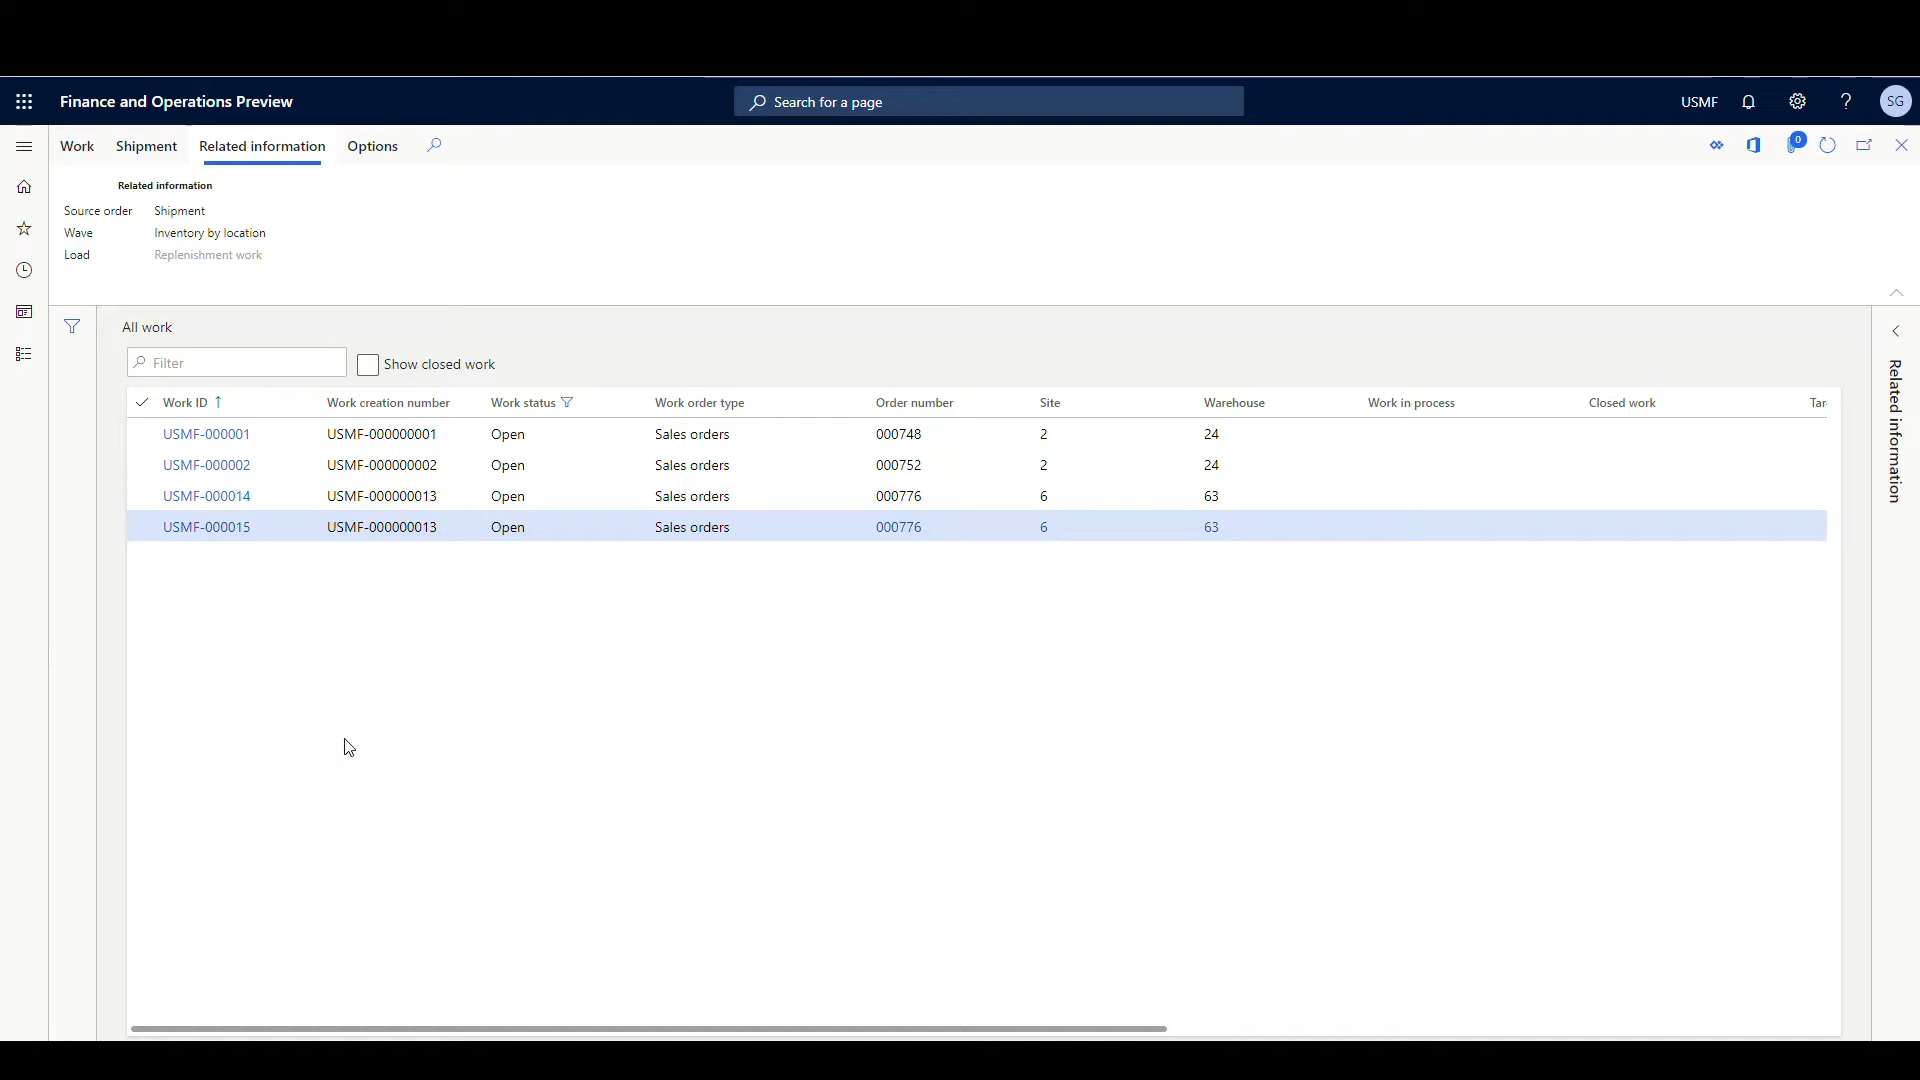 Finance and Operations Preview
Search for a page
USMF
?
SG
Work Shipment Related information Options
0
Related information
Source order Shipment
Wave Inventory by location
Load Replenishment work
All work
Filter
Show closed work
Work ID Work creation number Work status Work order type Order number Site Warehouse Work in process Closed work Tar
USMF-000001 USMF-000000001 Open Sales orders 000748 2 24
USMF-000002 USMF-000000002 Open Sales orders 000752 2 24
USMF-000014 USMF-000000013 Open Sales orders 000776 6 63
USMF-000015 USMF-000000013 Open Sales orders 000776 6 63
Related information